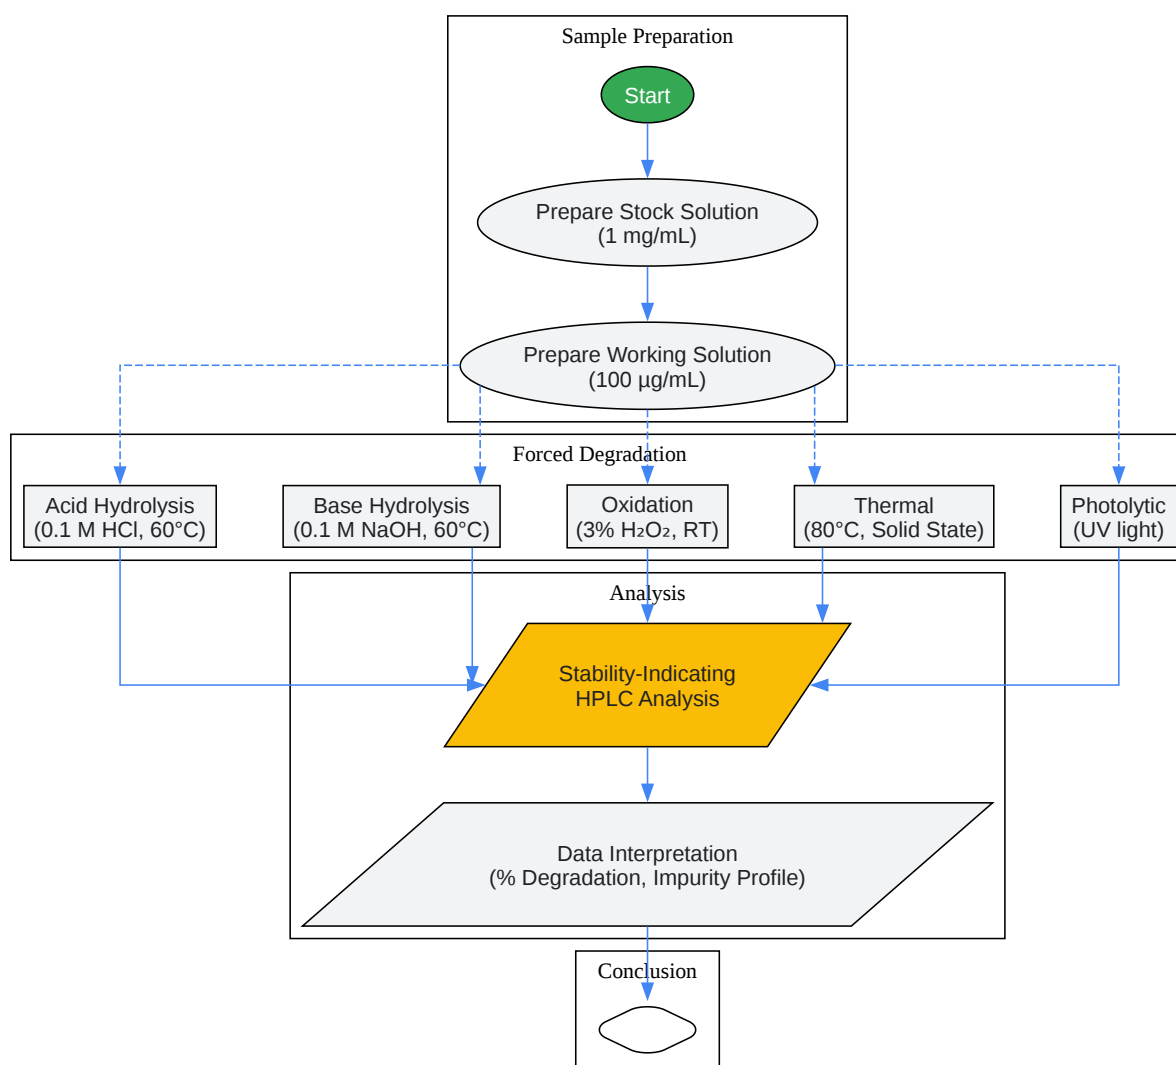 Sample Preparation
Start
Prepare Stock Solution
(1 mg/mL)
Prepare Working Solution
(100 µg/mL)
Forced Degradation
Acid Hydrolysis
(0.1 M HCl, 60°C)
Base Hydrolysis
(0.1 M NaOH, 60°C)
Oxidation
(3% H₂O₂, RT)
Thermal
(80°C, Solid State)
Photolytic
(UV light)
Analysis
Stability-Indicating
HPLC Analysis
Data Interpretation
(% Degradation, Impurity Profile)
Conclusion